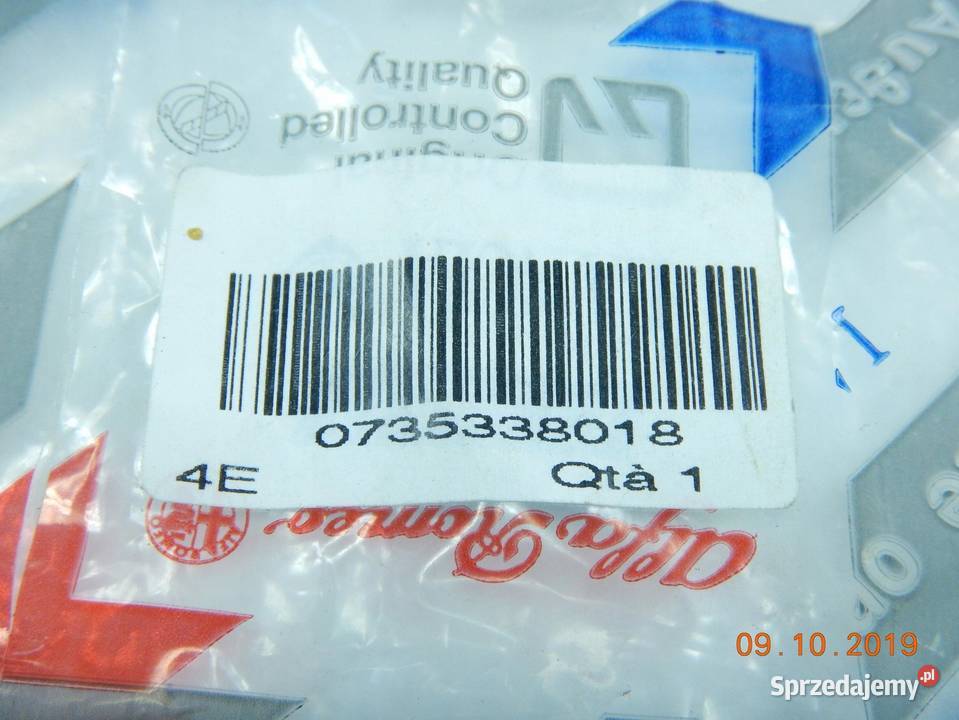 Quality
Controlled
0735338018
4E
Qtà 1
Alfa Romeo
09.10.2019
Sprzedajemy.pl